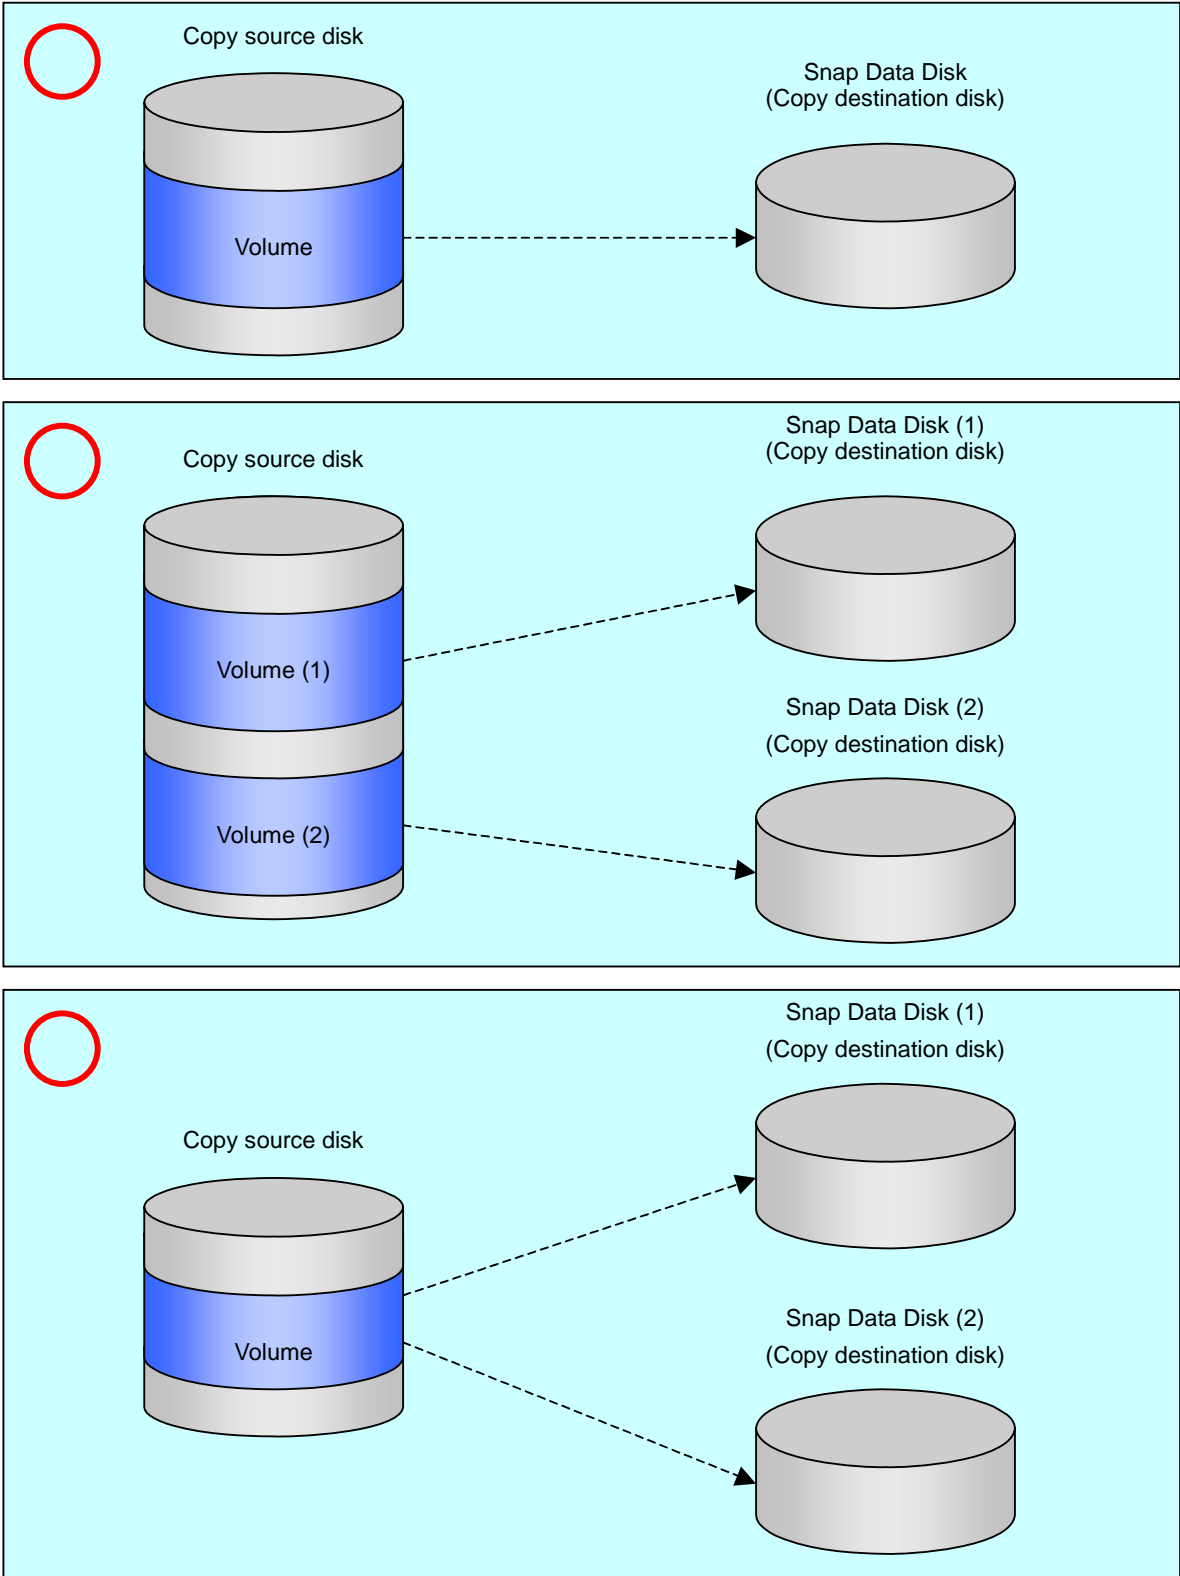 Copy source disk
Snap Data Disk
(Copy destination disk)
Volume
Snap Data Disk (1)
(Copy destination disk)
Copy source disk
Volume (1)
Snap Data Disk (2)
(Copy destination disk)
Volume (2)
Snap Data Disk (1)
(Copy destination disk)
Copy source disk
Snap Data Disk (2)
(Copy destination disk)
Volume